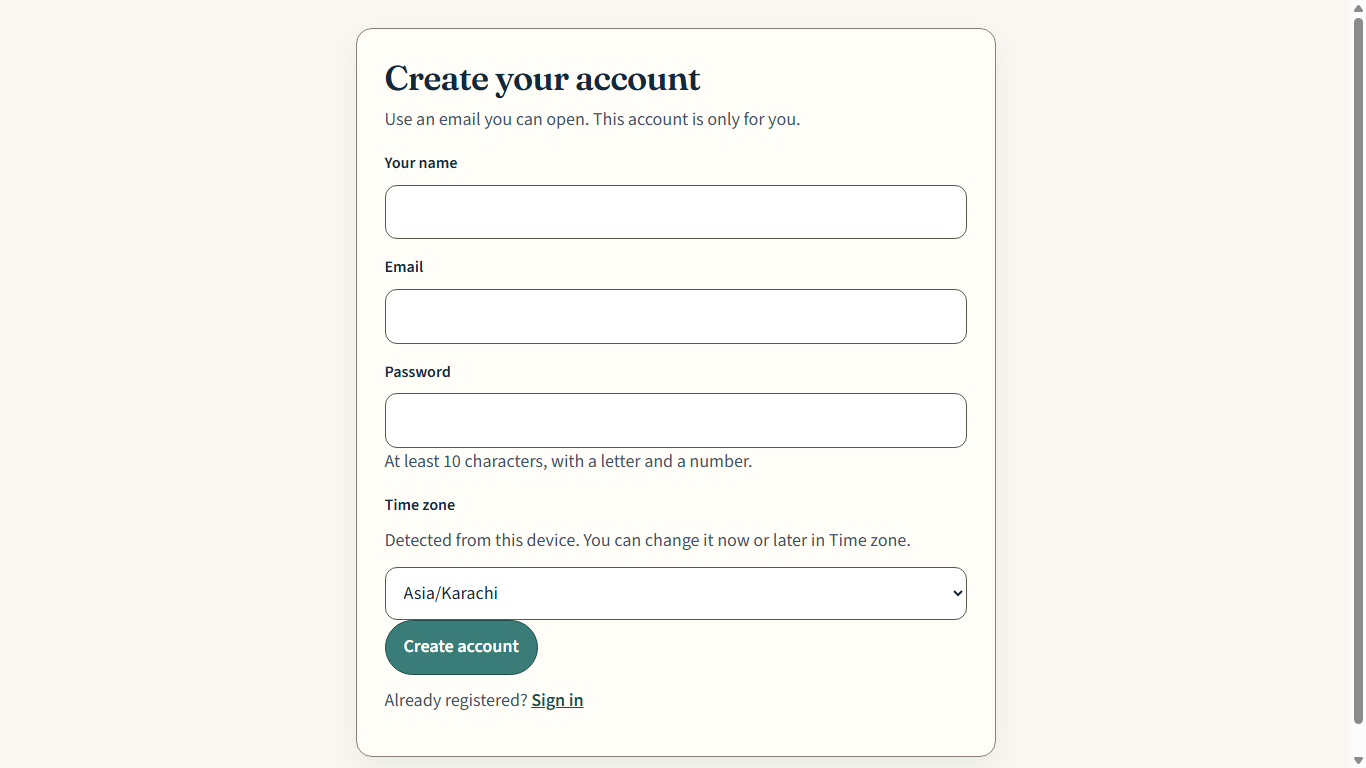 Create your account
Use an email you can open. This account is only for you.
Your name
Email
Password
At least 10 characters, with a letter and a number.
Time zone
Detected from this device. You can change it now or later in Time zone.
Asia/Karachi
Create account
Already registered? Sign in